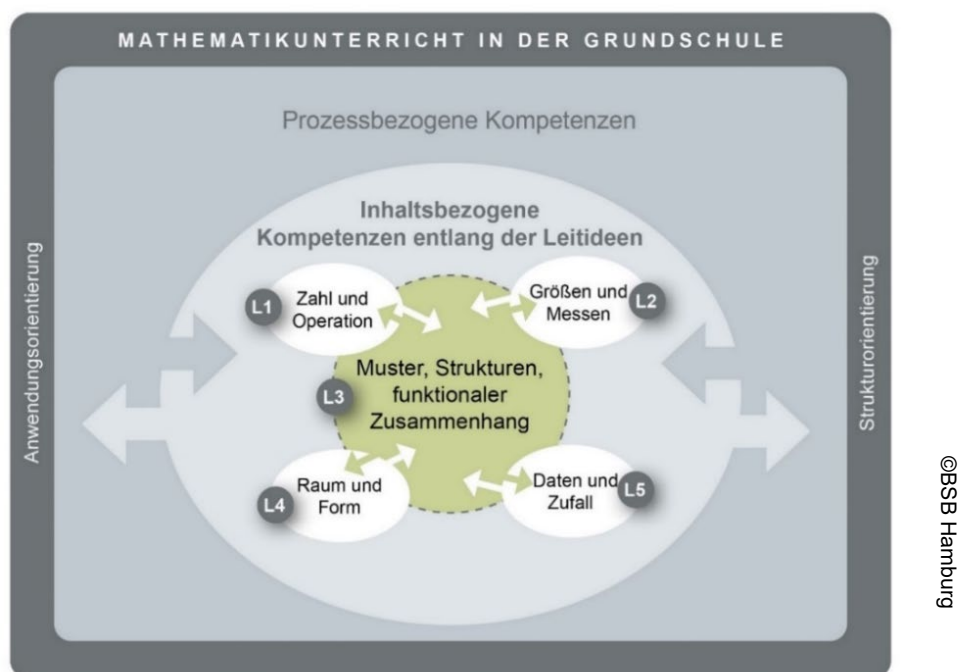 MATHEMATIKUNTERRICHT IN DER GRUNDSCHULE
Prozessbezogene Kompetenzen
Inhaltsbezogene
Kompetenzen entlang der Leitideen
L1
Zahl und
Operation
Größen und
Messen
L2
L3
Muster, Strukturen,
funktionaler
Zusammenhang
L4
Raum und
Form
Daten und
Zufall
L5
Anwendungsorientierung
Strukturorientierung
©BSB Hamburg